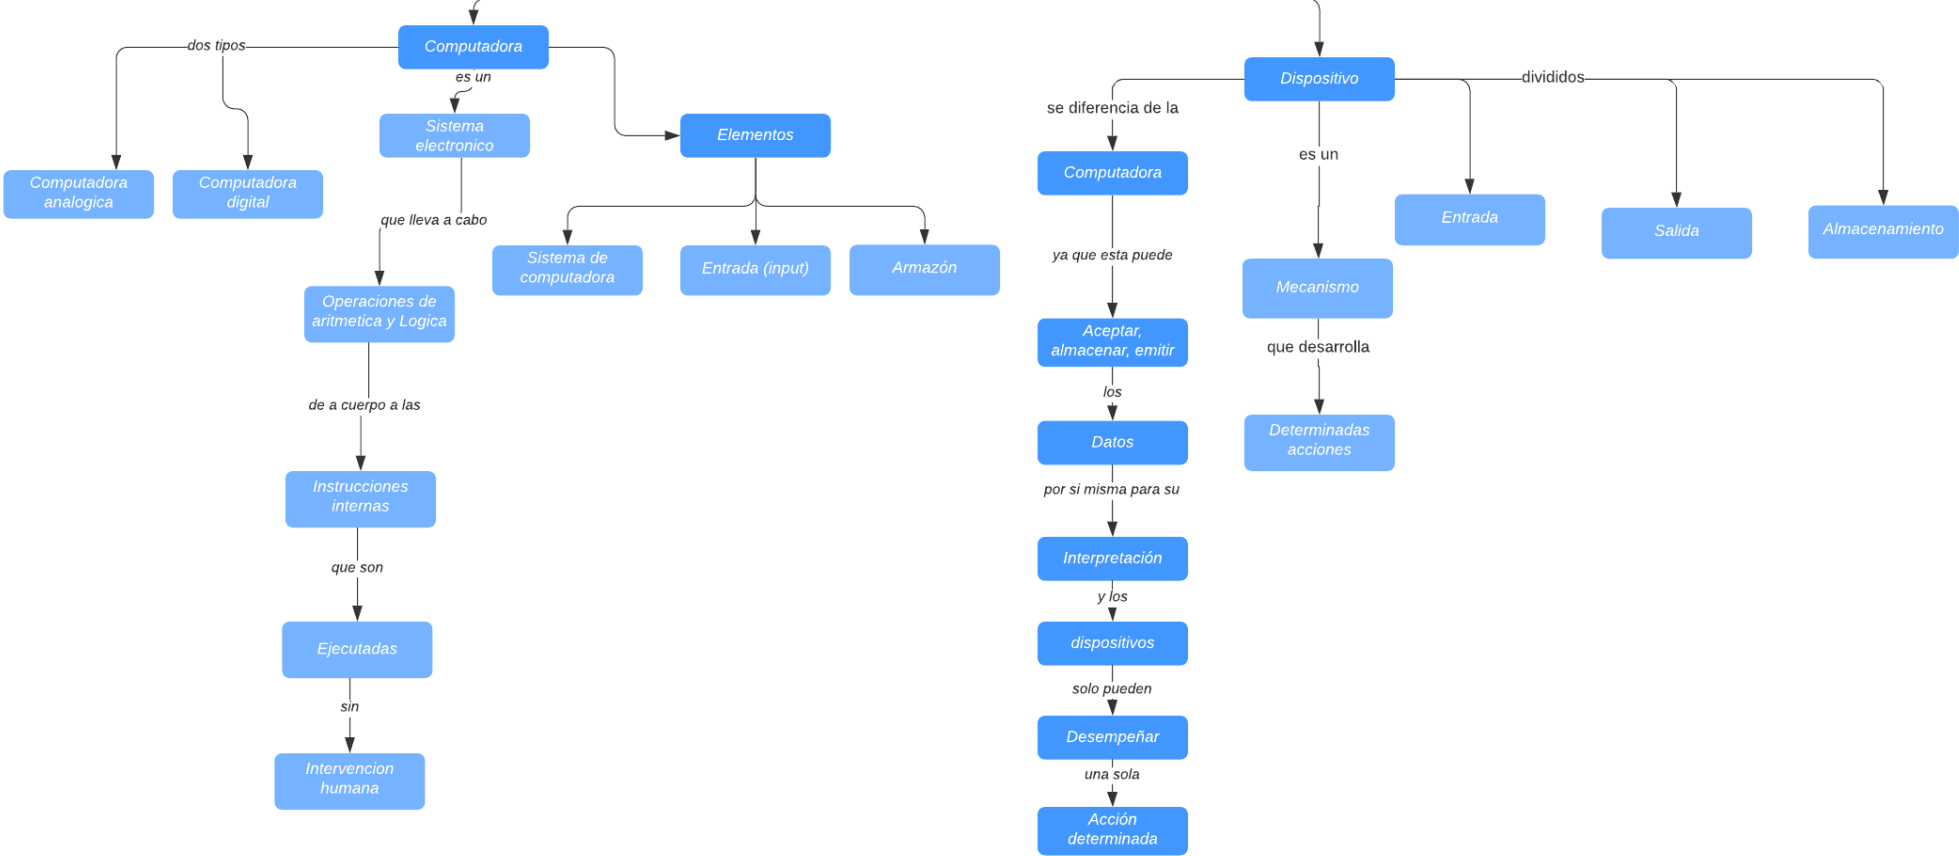 dos tipos
Computadora
es un
Sistema
electronico
Computadora
analogica
Computadora
digital
Elementos
que lleva a cabo
Sistema de
computadora
Entrada (input)
Armazón
Operaciones de
aritmetica y Logica
de a cuerpo a las
Instrucciones
internas
que son
Ejecutadas
sin
Intervencion
humana
Dispositivo
divididos
se diferencia de la
Computadora
ya que esta puede
Aceptar,
almacenar, emitir
los
Datos
por si misma para su
Interpretación
y los
dispositivos
solo pueden
Desempeñar
una sola
Acción
determinada
es un
Mecanismo
que desarrolla
Determinadas
acciones
Entrada
Salida
Almacenamiento